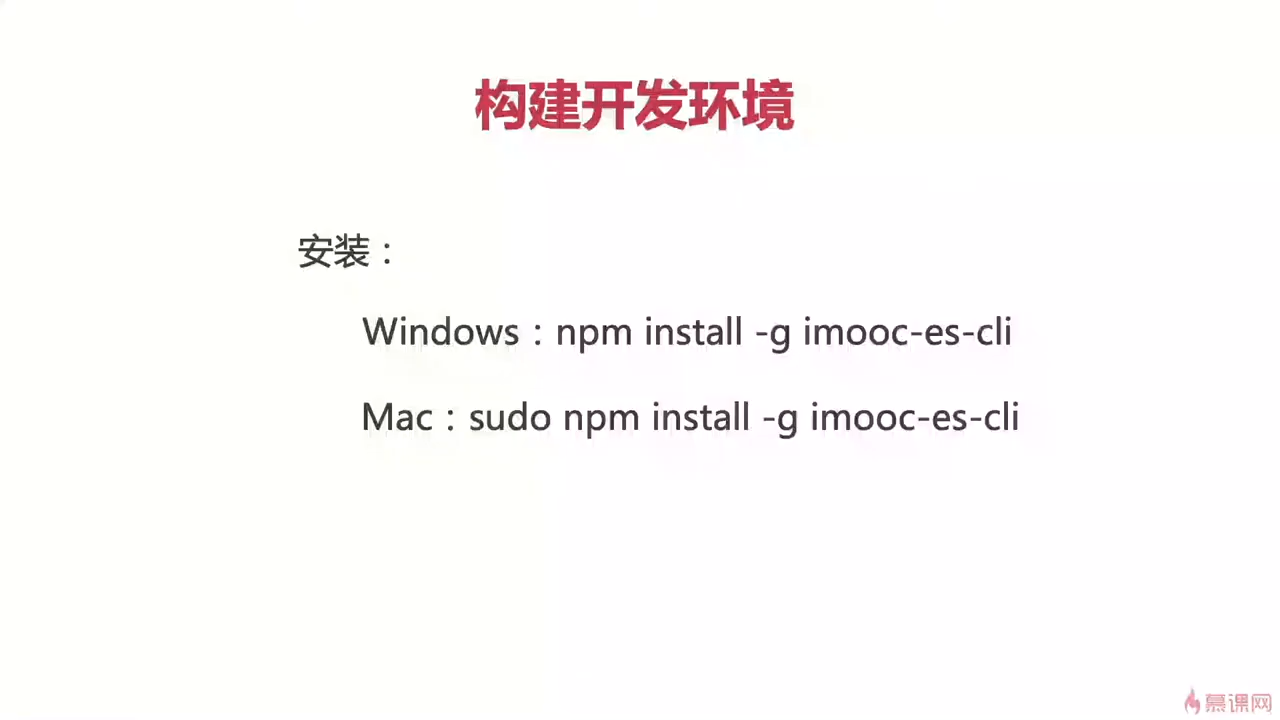 构建开发环境
安装：
Windows：npm install -g imooc-es-cli
Mac：sudo npm install -g imooc-es-cli
慕课网